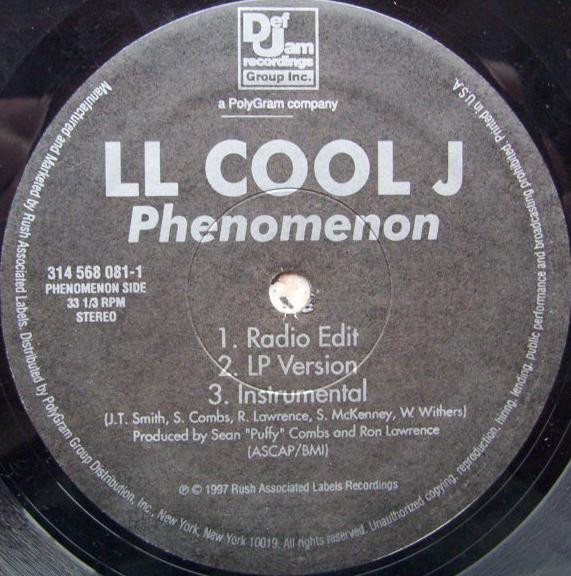 Def
Jam
recordings
Group Inc.
a PolyGram company
LL COOL J
Phenomenon
314 568 081-1
PHENOMENON SIDE
33 1/3 RPM
STEREO
1. Radio Edit
2. LP Version
3. Instrumental
(J.T. Smith, S. Combs, R. Lawrence, S. McKenney, W. Withers)
Produced by Sean "Puffy" Combs and Ron Lawrence
(ASCAP/BMI)
℗ © 1997 Rush Associated Labels Recordings
Manufactured and Marketed by Rush Associated Labels. Distributed by PolyGram Group Distribution, Inc., New York, New York 10019. All rights reserved. Unauthorized copying, reproduction, hiring, lending, public performance and broadcasting prohibited. Printed in U.S.A.